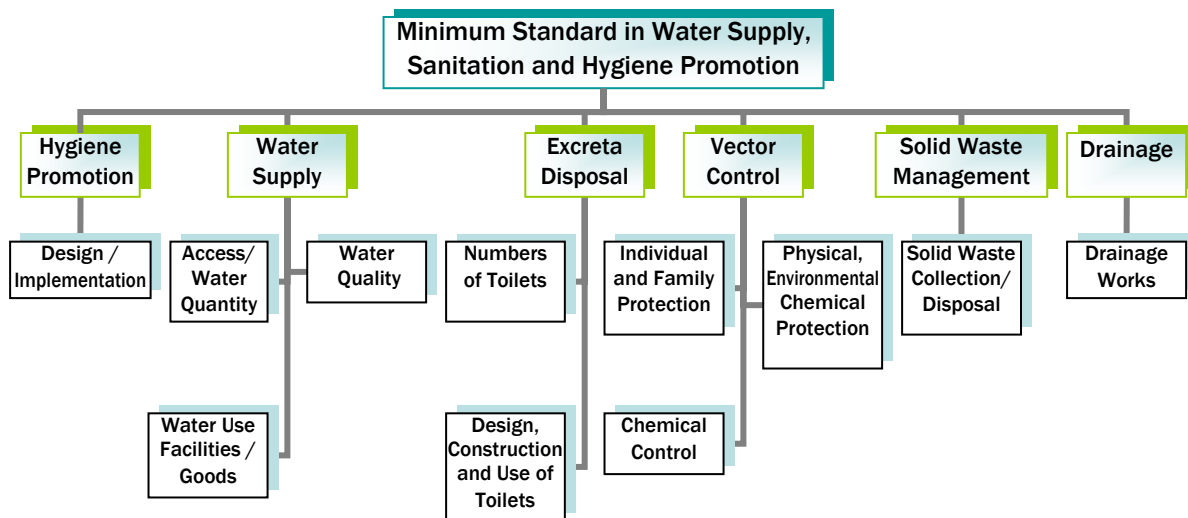 Minimum Standard in Water Supply,
Sanitation and Hygiene Promotion
Hygiene
Promotion
Water
Supply
Excreta
Disposal
Vector
Control
Solid Waste
Management
Drainage
Design /
Implementation
Access/
Water
Quantity
Water
Quality
Numbers
of Toilets
Individual
and Family
Protection
Physical,
Environmental
Chemical
Protection
Solid Waste
Collection/
Disposal
Drainage
Works
Water Use
Facilities /
Goods
Design,
Construction
and Use of
Toilets
Chemical
Control